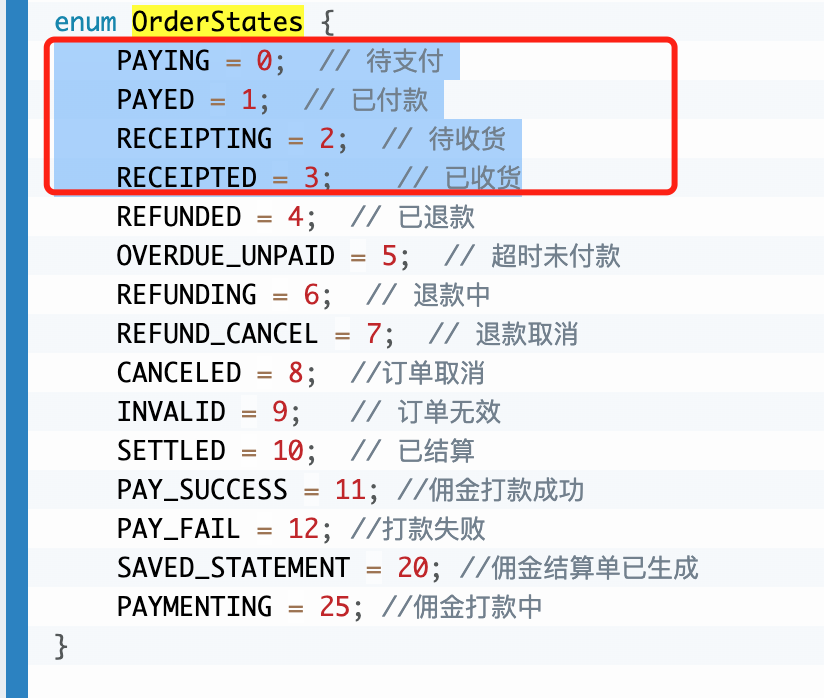 enum OrderStates {
PAYING = 0;  // 待支付
PAYED = 1;  // 已付款
RECEIPTING = 2;  // 待收货
RECEIPTED = 3;    // 已收货
REFUNDED = 4;  // 已退款
OVERDUE_UNPAID = 5;  // 超时未付款
REFUNDING = 6;  // 退款中
REFUND_CANCEL = 7;  // 退款取消
CANCELED = 8;  //订单取消
INVALID = 9;   // 订单无效
SETTLED = 10;  // 已结算
PAY_SUCCESS = 11; //佣金打款成功
PAY_FAIL = 12; //打款失败
SAVED_STATEMENT = 20; //佣金结算单已生成
PAYMENTING = 25; //佣金打款中
}